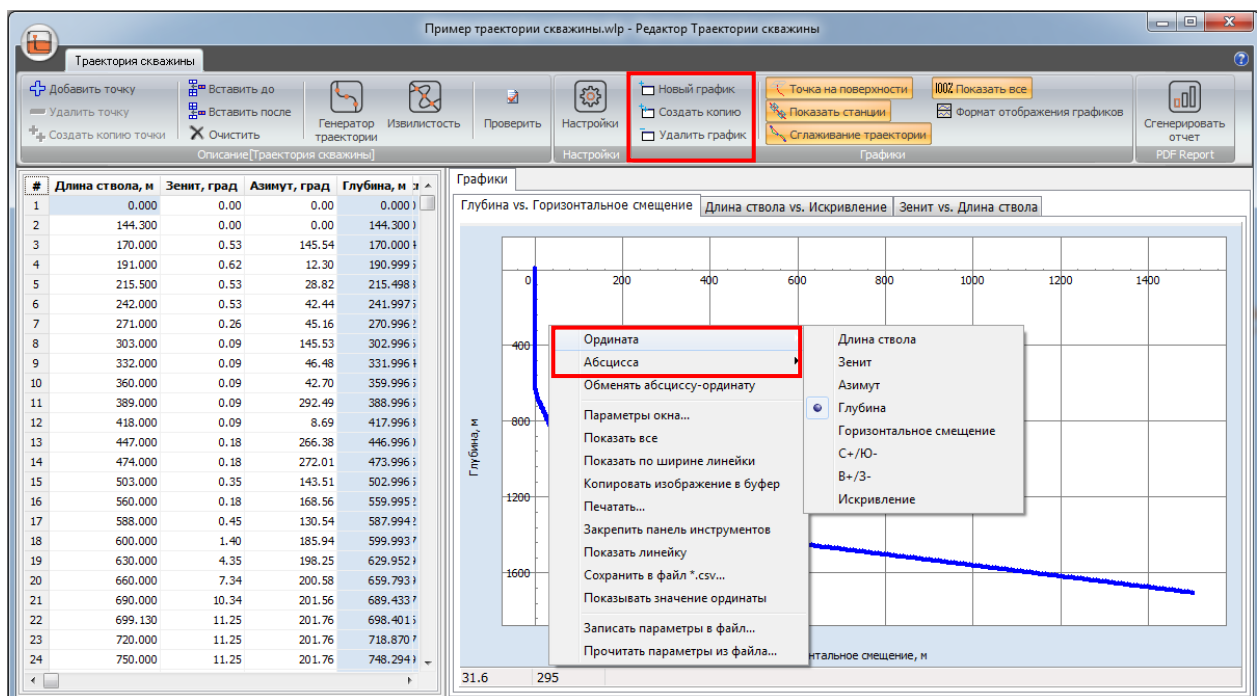 Пример траектории скважины.wlp - Редактор Траектории скважины
Траектория скважины
Добавить точку
Удалить точку
Создать копию точки
Вставить до
Вставить после
Очистить
Генератор траектории
Извилистость
Проверить
Описание[Траектория скважины]
Настройки
Настройки
Новый график
Создать копию
Удалить график
Точка на поверхности
Показать станции
Сглаживание траектории
100% Показать все
Формат отображения графиков
Графики
Сгенерировать отчет
PDF Report
# Длина ствола, м Зенит, град Азимут, град Глубина, м
1 0.000 0.00 0.00 0.000
2 144.300 0.00 0.00 144.300
3 170.000 0.53 145.54 170.000
4 191.000 0.62 12.30 190.999
5 215.500 0.53 28.82 215.498
6 242.000 0.53 42.44 241.997
7 271.000 0.26 45.16 270.996
8 303.000 0.09 145.53 302.996
9 332.000 0.09 46.48 331.996
10 360.000 0.09 42.70 359.996
11 389.000 0.09 292.49 388.996
12 418.000 0.09 8.69 417.996
13 447.000 0.18 266.38 446.996
14 474.000 0.18 272.01 473.996
15 503.000 0.35 143.51 502.996
16 560.000 0.18 168.56 559.995
17 588.000 0.45 130.54 587.994
18 600.000 1.40 185.94 599.993
19 630.000 4.35 198.25 629.952
20 660.000 7.34 200.58 659.793
21 690.000 10.34 201.56 689.433
22 699.130 11.25 201.76 698.401
23 720.000 11.25 201.76 718.870
24 750.000 11.25 201.76 748.294
Графики
Глубина vs. Горизонтальное смещение
Длина ствола vs. Искривление
Зенит vs. Длина ствола
0 200 400 600 800 1000 1200 1400
400
800
1200
1600
Глубина, м
Ордината
Абсцисса
Обменять абсциссу-ординату
Параметры окна...
Показать все
Показать по ширине линейки
Копировать изображение в буфер
Печатать...
Закрепить панель инструментов
Показать линейку
Сохранить в файл *.csv...
Показывать значение ординаты
Записать параметры в файл...
Прочитать параметры из файла...
Длина ствола
Зенит
Азимут
Глубина
Горизонтальное смещение
С+/Ю-
В+/З-
Искривление
нтальное смещение, м
31.6 295